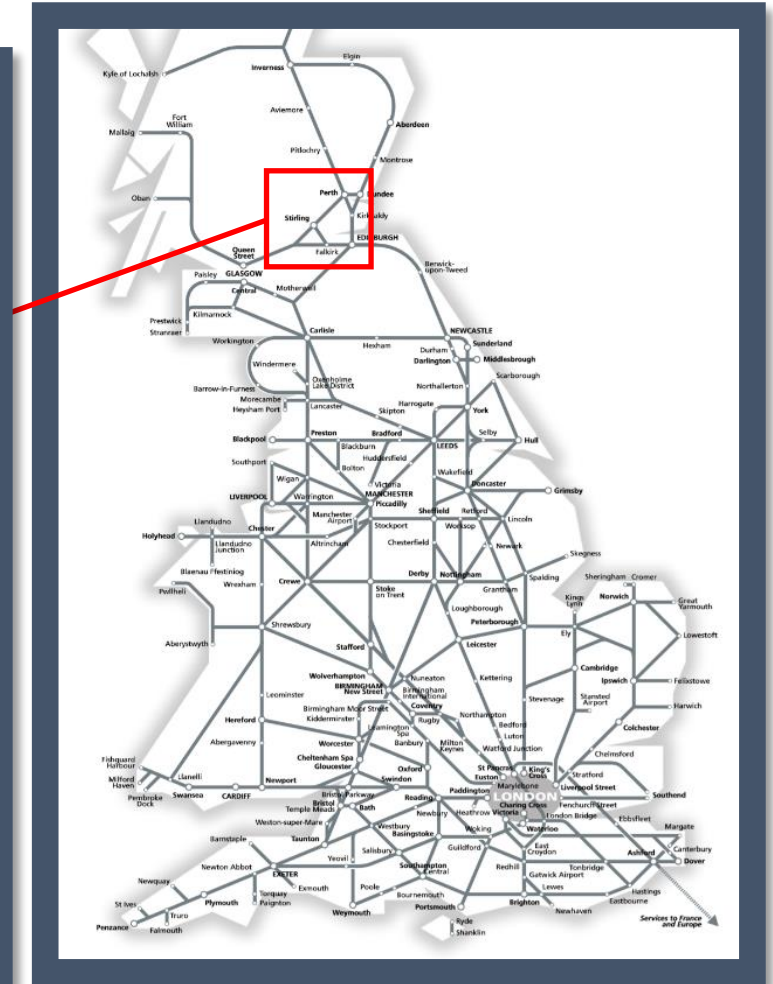 Kyle of Lochalsh
Inverness
Elgin
Aviemore
Aberdeen
Fort
William
Mallaig
Pitlochry
Montrose
Oban
Perth
Dundee
Stirling
Kirkcaldy
EDINBURGH
Queen
Street
Falkirk
Berwick-
upon-Tweed
Paisley
GLASGOW
Central
Motherwell
Prestwick
Stranraer
Kilmarnock
Carlisle
NEWCASTLE
Workington
Hexham
Sunderland
Durham
Darlington
Middlesbrough
Windermere
Oxenholme
Lake District
Northallerton
Scarborough
Barrow-in-Furness
Morecambe
Heysham Port
Lancaster
Skipton
Harrogate
York
Blackpool
Preston
Bradford
LEEDS
Selby
Hull
Blackburn
Huddersfield
Southport
Bolton
Wakefield
Wigan
Victoria
MANCHESTER
Piccadilly
Doncaster
Grimsby
LIVERPOOL
Warrington
Manchester
Airport
Stockport
Sheffield
Retford
Worksop
Lincoln
Llandudno
Chester
Holyhead
Llandudno
Junction
Altrincham
Chesterfield
Newark
Skegness
Blaenau Ffestiniog
Wrexham
Crewe
Stoke
on Trent
Derby
Nottingham
Grantham
Spalding
Sheringham
Cromer
Pwllheli
Loughborough
Kings
Lynn
Norwich
Great
Yarmouth
Shrewsbury
Peterborough
Ely
Aberystwyth
Stafford
Leicester
Lowestoft
Wolverhampton
BIRMINGHAM
New Street
Nuneaton
Birmingham
International
Kettering
Cambridge
Ipswich
Felixstowe
Leominster
Birmingham Moor Street
Kidderminster
Coventry
Rugby
Stevenage
Stansted
Airport
Harwich
Hereford
Leamington
Spa
Northampton
Bedford
Colchester
Abergavenny
Worcester
Banbury
Milton
Keynes
Luton
Watford Junction
Chelmsford
Fishguard
Harbour
Cheltenham Spa
Gloucester
Oxford
St Pancras
Euston
King's
Cross
Stratford
Milford
Haven
Llanelli
Pembroke
Dock
Swansea
CARDIFF
Newport
Swindon
Paddington
Marylebone
LONDON
Liverpool Street
Southend
Bristol Parkway
Bristol
Temple Meads
Bath
Reading
Heathrow
Victoria
Charing Cross
Fenchurch Street
Weston-super-Mare
Newbury
Waterloo
London Bridge
Ebbsfleet
Barnstaple
Taunton
Westbury
Basingstoke
Woking
Margate
Newton Abbot
Yeovil
Salisbury
Guildford
East
Croydon
Canterbury
Ashford
Dover
Newquay
EXETER
Southampton
Central
Redhill
Gatwick Airport
Tonbridge
St Ives
Plymouth
Torquay
Paignton
Exmouth
Poole
Bournemouth
Lewes
Hastings
Eastbourne
Truro
Penzance
Falmouth
Weymouth
Portsmouth
Brighton
Newhaven
Ryde
Shanklin
Services to France
and Europe